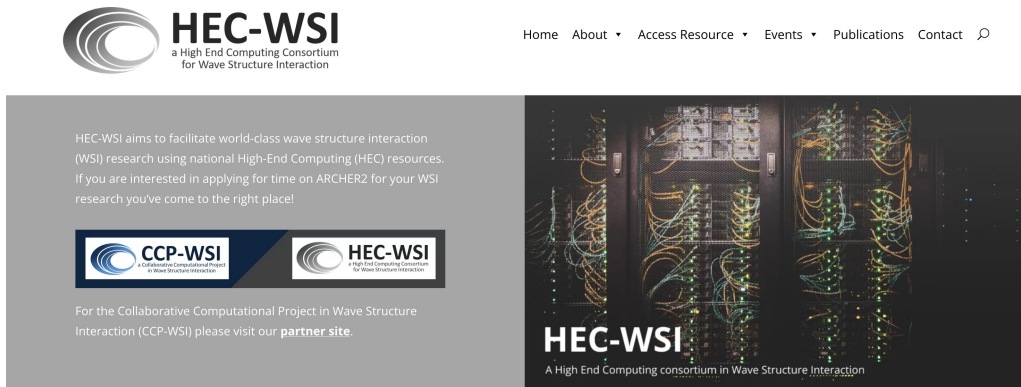 HEC-WSI
a High End Computing Consortium
for Wave Structure Interaction
Home About ▾ Access Resource ▾ Events ▾ Publications Contact
HEC-WSI aims to facilitate world-class wave structure interaction
(WSI) research using national High-End Computing (HEC) resources.
If you are interested in applying for time on ARCHER2 for your WSI
research you've come to the right place!
CCP-WSI
a Collaborative Computational Project
in Wave Structure Interaction
HEC-WSI
a High End Computing Consortium
for Wave Structure Interaction
For the Collaborative Computational Project in Wave Structure
Interaction (CCP-WSI) please visit our partner site.
HEC-WSI
A High End Computing consortium in Wave Structure Interaction